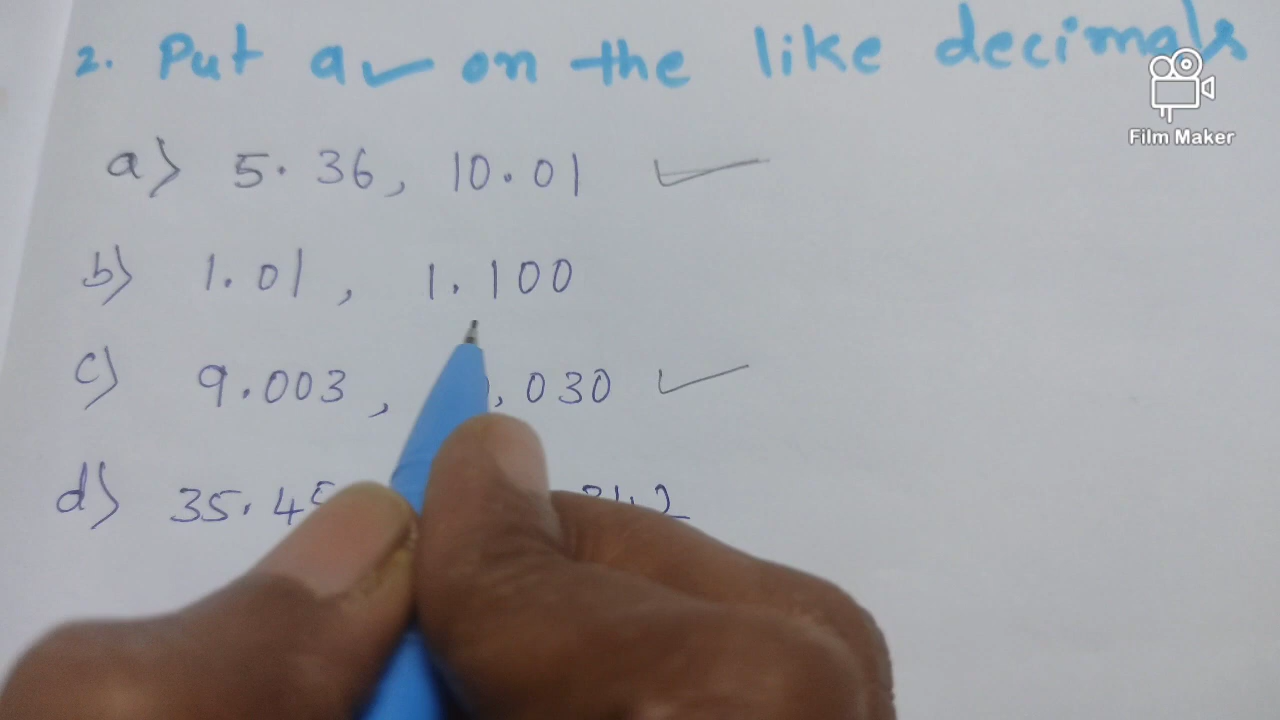 2. Put a ✓ on the like decimals
Film Maker
a) 5.36, 10.01 ✓
b) 1.01, 1.100
c) 9.003, .030 ✓
d) 35.4